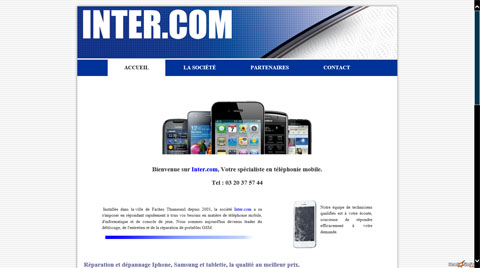 INTER.COM
ACCUEIL
LA SOCIÉTÉ
PARTENAIRES
CONTACT
Bienvenue sur Inter.com, Votre spécialiste en téléphonie mobile.
Tel : 03 20 37 57 44
Installée dans la ville de Faches Thumesnil depuis 2001, la société Inter.com a su
s'imposer en répondant rapidement à tous vos besoins en matière de téléphonie mobile,
d'informatique et de console de jeux. Nous sommes aujourd'hui devenus leader du
déblocage, de l'entretien et de la réparation de portables GSM.
Notre équipe de techniciens
qualifiés est à votre écoute,
soucieuse de répondre
efficacement à votre
demande.
Réparation et dépannage Iphone, Samsung et tablette, la qualité au meilleur prix.